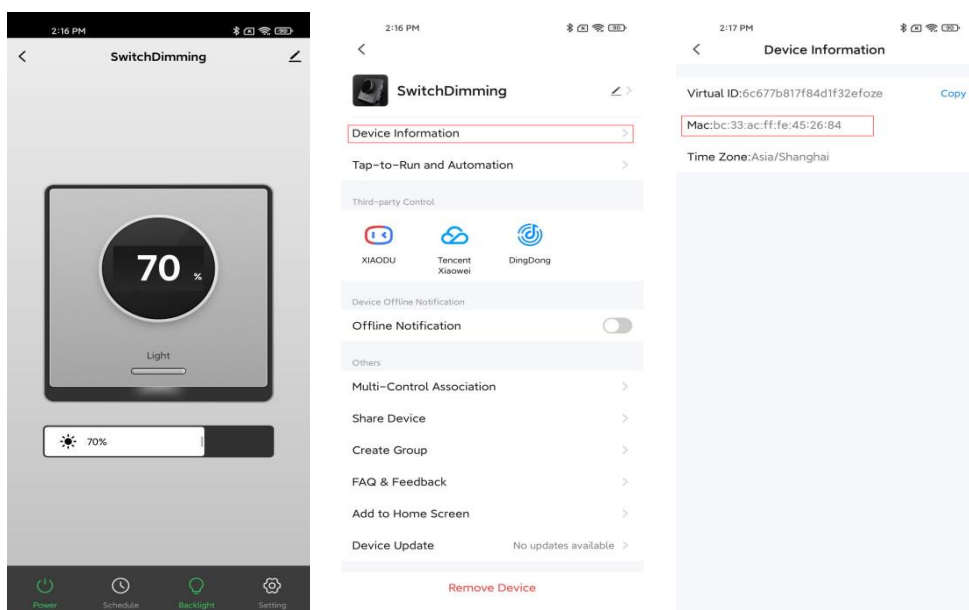 2:16 PM
SwitchDimming
70 %
Light
70%
Power
Schedule
Backlight
Setting
2:16 PM
SwitchDimming
Device Information
Tap-to-Run and Automation
Third-party Control
XIAODU
Tencent
Xiaowei
DingDong
Device Offline Notification
Offline Notification
Others
Multi-Control Association
Share Device
Create Group
FAQ & Feedback
Add to Home Screen
Device Update No updates available
Remove Device
2:17 PM
Device Information
Virtual ID:6c677b817f84d1f32efoze Copy
Mac:bc:33:ac:ff:fe:45:26:84
Time Zone:Asia/Shanghai